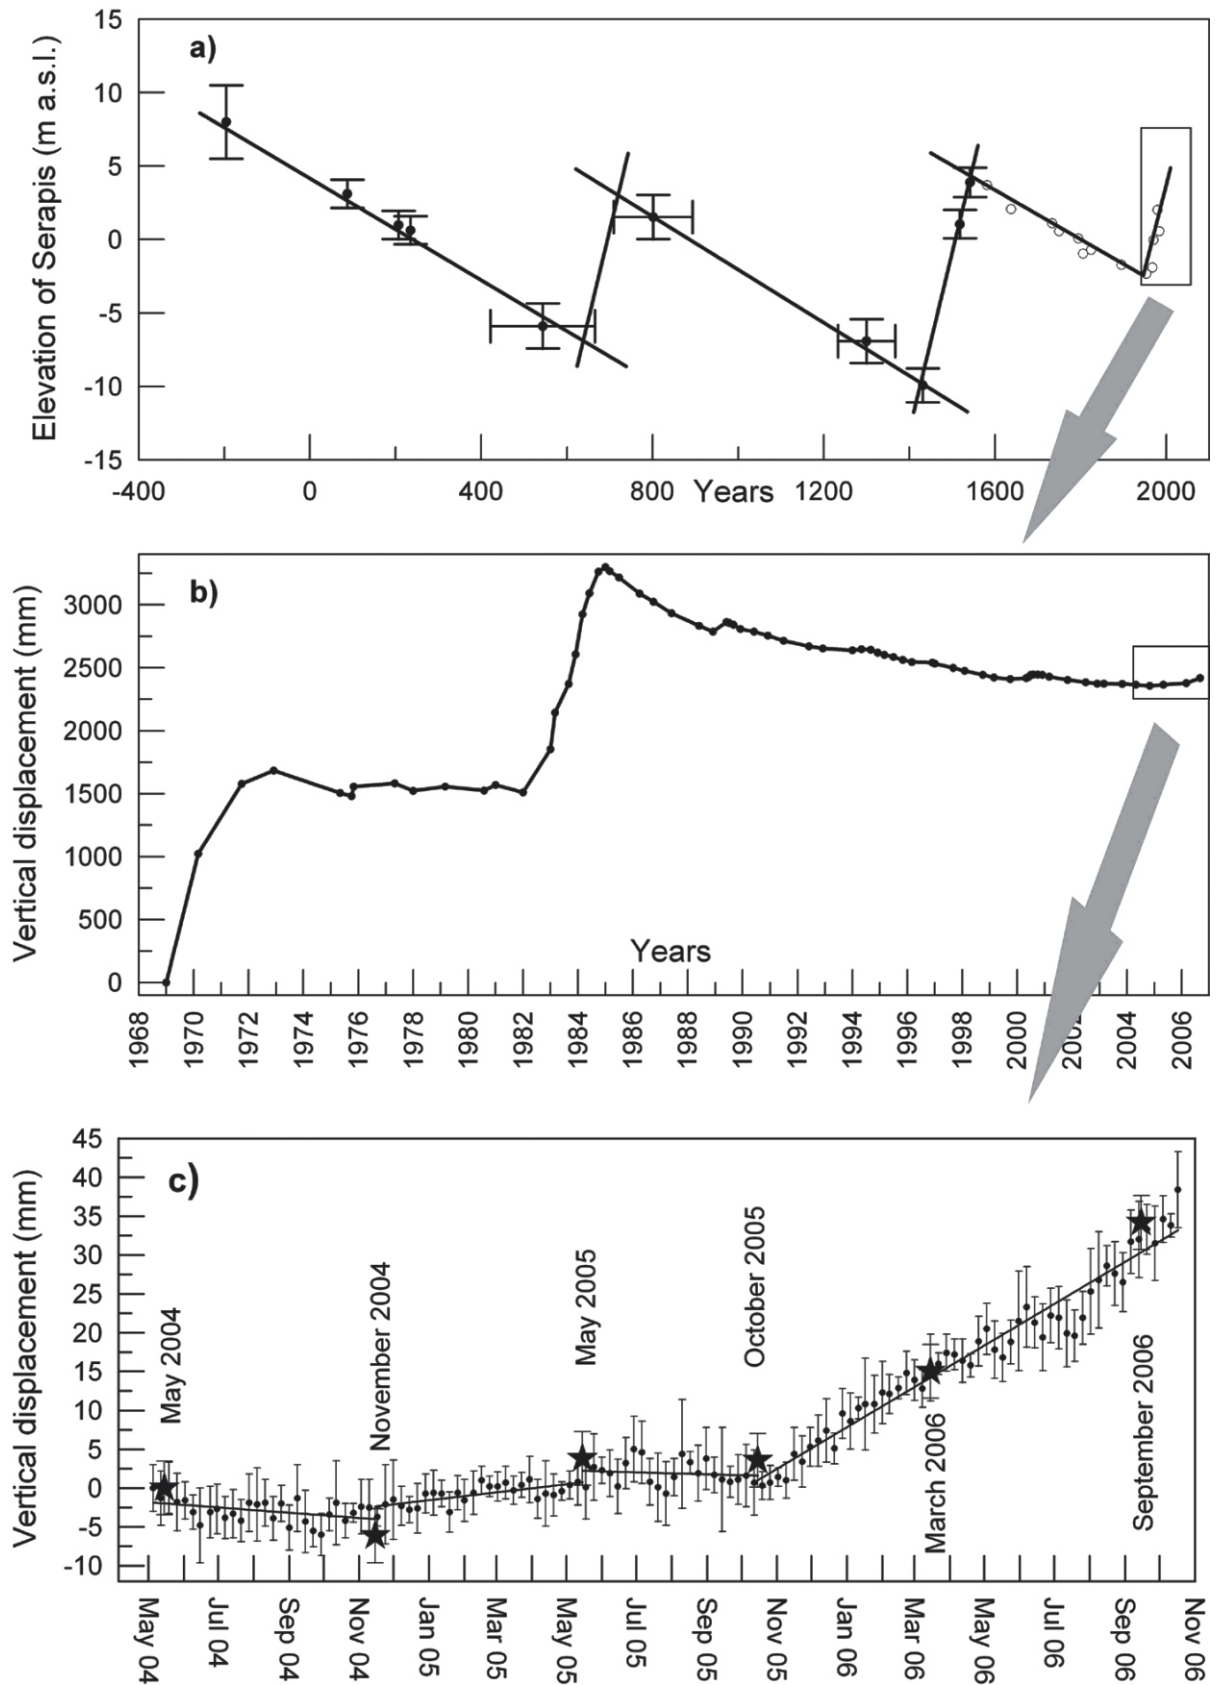 a)
Elevation of Serapis (m a.s.l.)
15
10
5
0
-5
-10
-15
-400
0
400
800
Years
1200
1600
2000
b)
Vertical displacement (mm)
3000
2500
2000
1500
1000
500
0
Years
1968
1970
1972
1974
1976
1978
1980
1982
1984
1986
1988
1990
1992
1994
1996
1998
2000
2002
2004
2006
c)
Vertical displacement (mm)
45
40
35
30
25
20
15
10
5
0
-5
-10
May 2004
November 2004
May 2005
October 2005
March 2006
September 2006
May 04
Jul 04
Sep 04
Nov 04
Jan 05
Mar 05
May 05
Jul 05
Sep 05
Nov 05
Jan 06
Mar 06
May 06
Jul 06
Sep 06
Nov 06